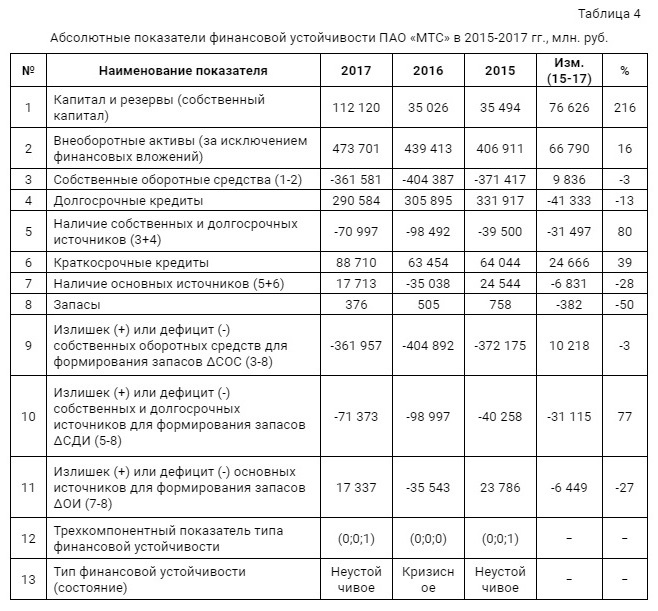 Таблица 4
Абсолютные показатели финансовой устойчивости ПАО «МТС» в 2015-2017 гг., млн. руб.
№ Наименование показателя 2017 2016 2015 Изм. (15-17) %
1 Капитал и резервы (собственный капитал) 112 120 35 026 35 494 76 626 216
2 Внеоборотные активы (за исключением финансовых вложений) 473 701 439 413 406 911 66 790 16
3 Собственные оборотные средства (1-2) -361 581 -404 387 -371 417 9 836 -3
4 Долгосрочные кредиты 290 584 305 895 331 917 -41 333 -13
5 Наличие собственных и долгосрочных источников (3+4) -70 997 -98 492 -39 500 -31 497 80
6 Краткосрочные кредиты 88 710 63 454 64 044 24 666 39
7 Наличие основных источников (5+6) 17 713 -35 038 24 544 -6 831 -28
8 Запасы 376 505 758 -382 -50
9 Излишек (+) или дефицит (-) собственных оборотных средств для формирования запасов ΔСОС (3-8) -361 957 -404 892 -372 175 10 218 -3
10 Излишек (+) или дефицит (-) собственных и долгосрочных источников для формирования запасов ΔСДИ (5-8) -71 373 -98 997 -40 258 -31 115 77
11 Излишек (+) или дефицит (-) основных источников для формирования запасов ΔОИ (7-8) 17 337 -35 543 23 786 -6 449 -27
12 Трехкомпонентный показатель типа финансовой устойчивости (0;0;1) (0;0;0) (0;0;1) – –
13 Тип финансовой устойчивости (состояние) Неустойчивое Кризисное Неустойчивое – –